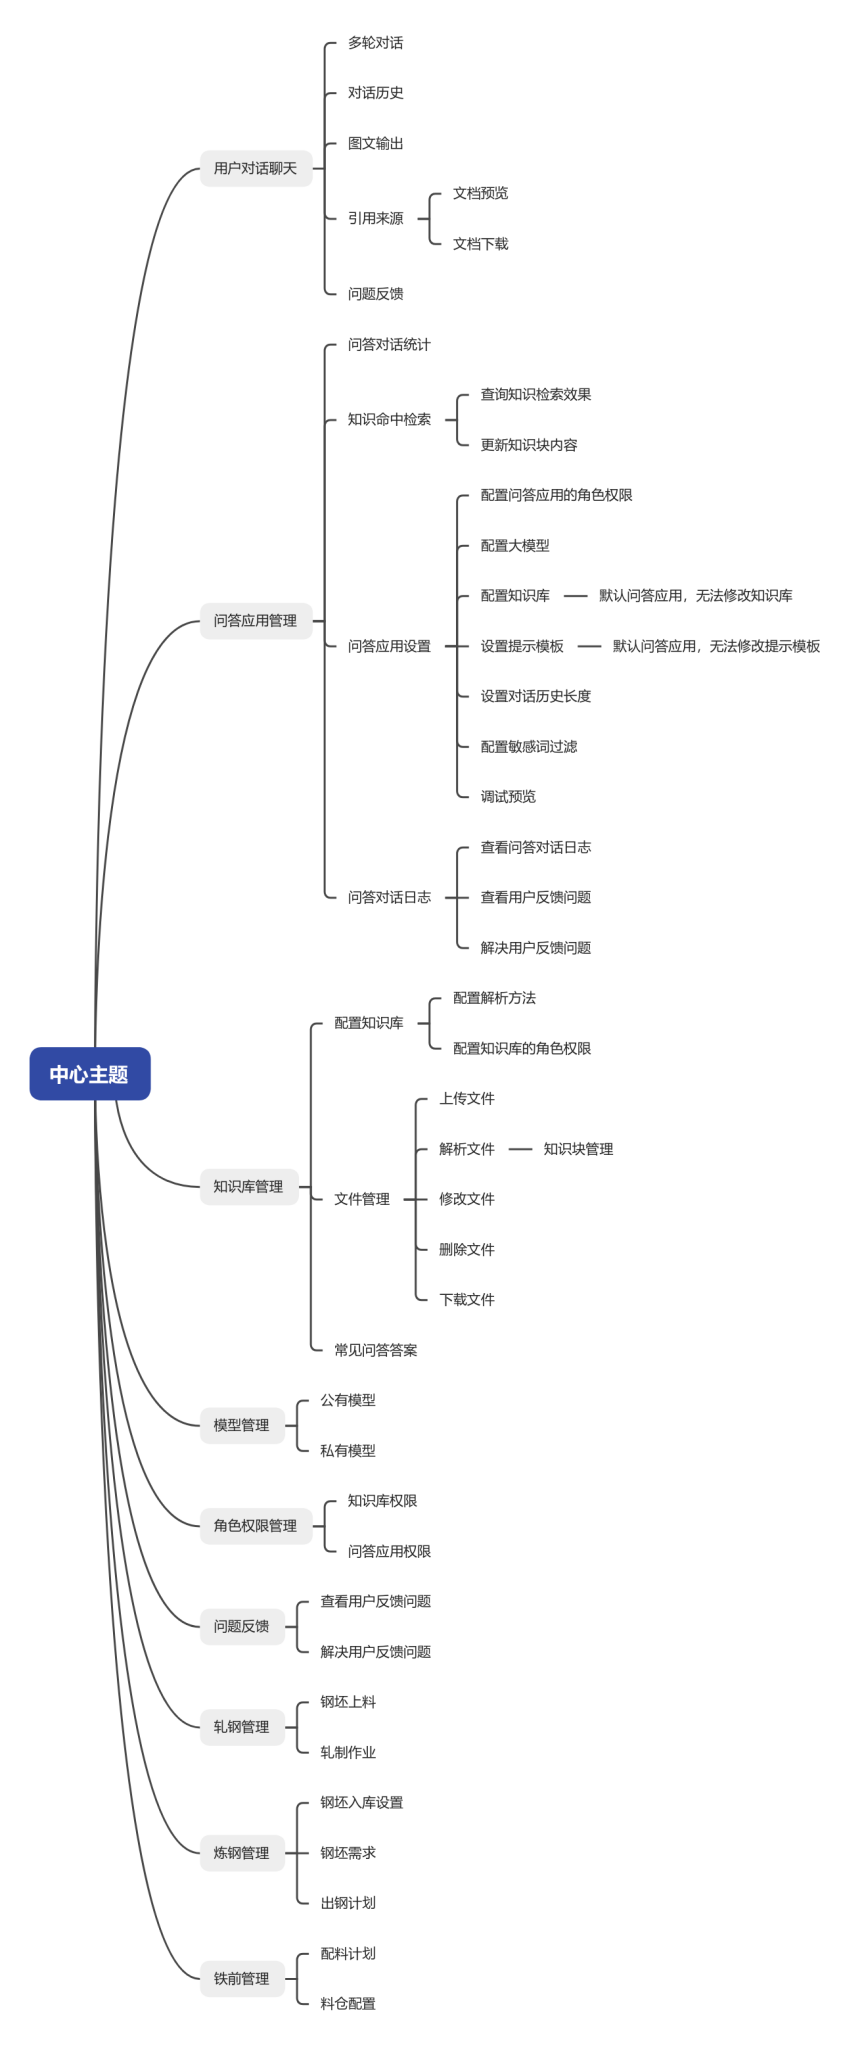 中心主题
用户对话聊天
多轮对话
对话历史
图文输出
引用来源
文档预览
文档下载
问题反馈
问答应用管理
问答对话统计
知识命中检索
查询知识检索效果
更新知识块内容
问答应用设置
配置问答应用的角色权限
配置大模型
配置知识库
默认问答应用，无法修改知识库
设置提示模板
默认问答应用，无法修改提示模板
设置对话历史长度
配置敏感词过滤
调试预览
问答对话日志
查看问答对话日志
查看用户反馈问题
解决用户反馈问题
知识库管理
配置知识库
配置解析方法
配置知识库的角色权限
文件管理
上传文件
解析文件
知识块管理
修改文件
删除文件
下载文件
常见问答答案
模型管理
公有模型
私有模型
角色权限管理
知识库权限
问答应用权限
问题反馈
查看用户反馈问题
解决用户反馈问题
轧钢管理
钢坯上料
轧制作业
炼钢管理
钢坯入库设置
钢坯需求
出钢计划
铁前管理
配料计划
料仓配置